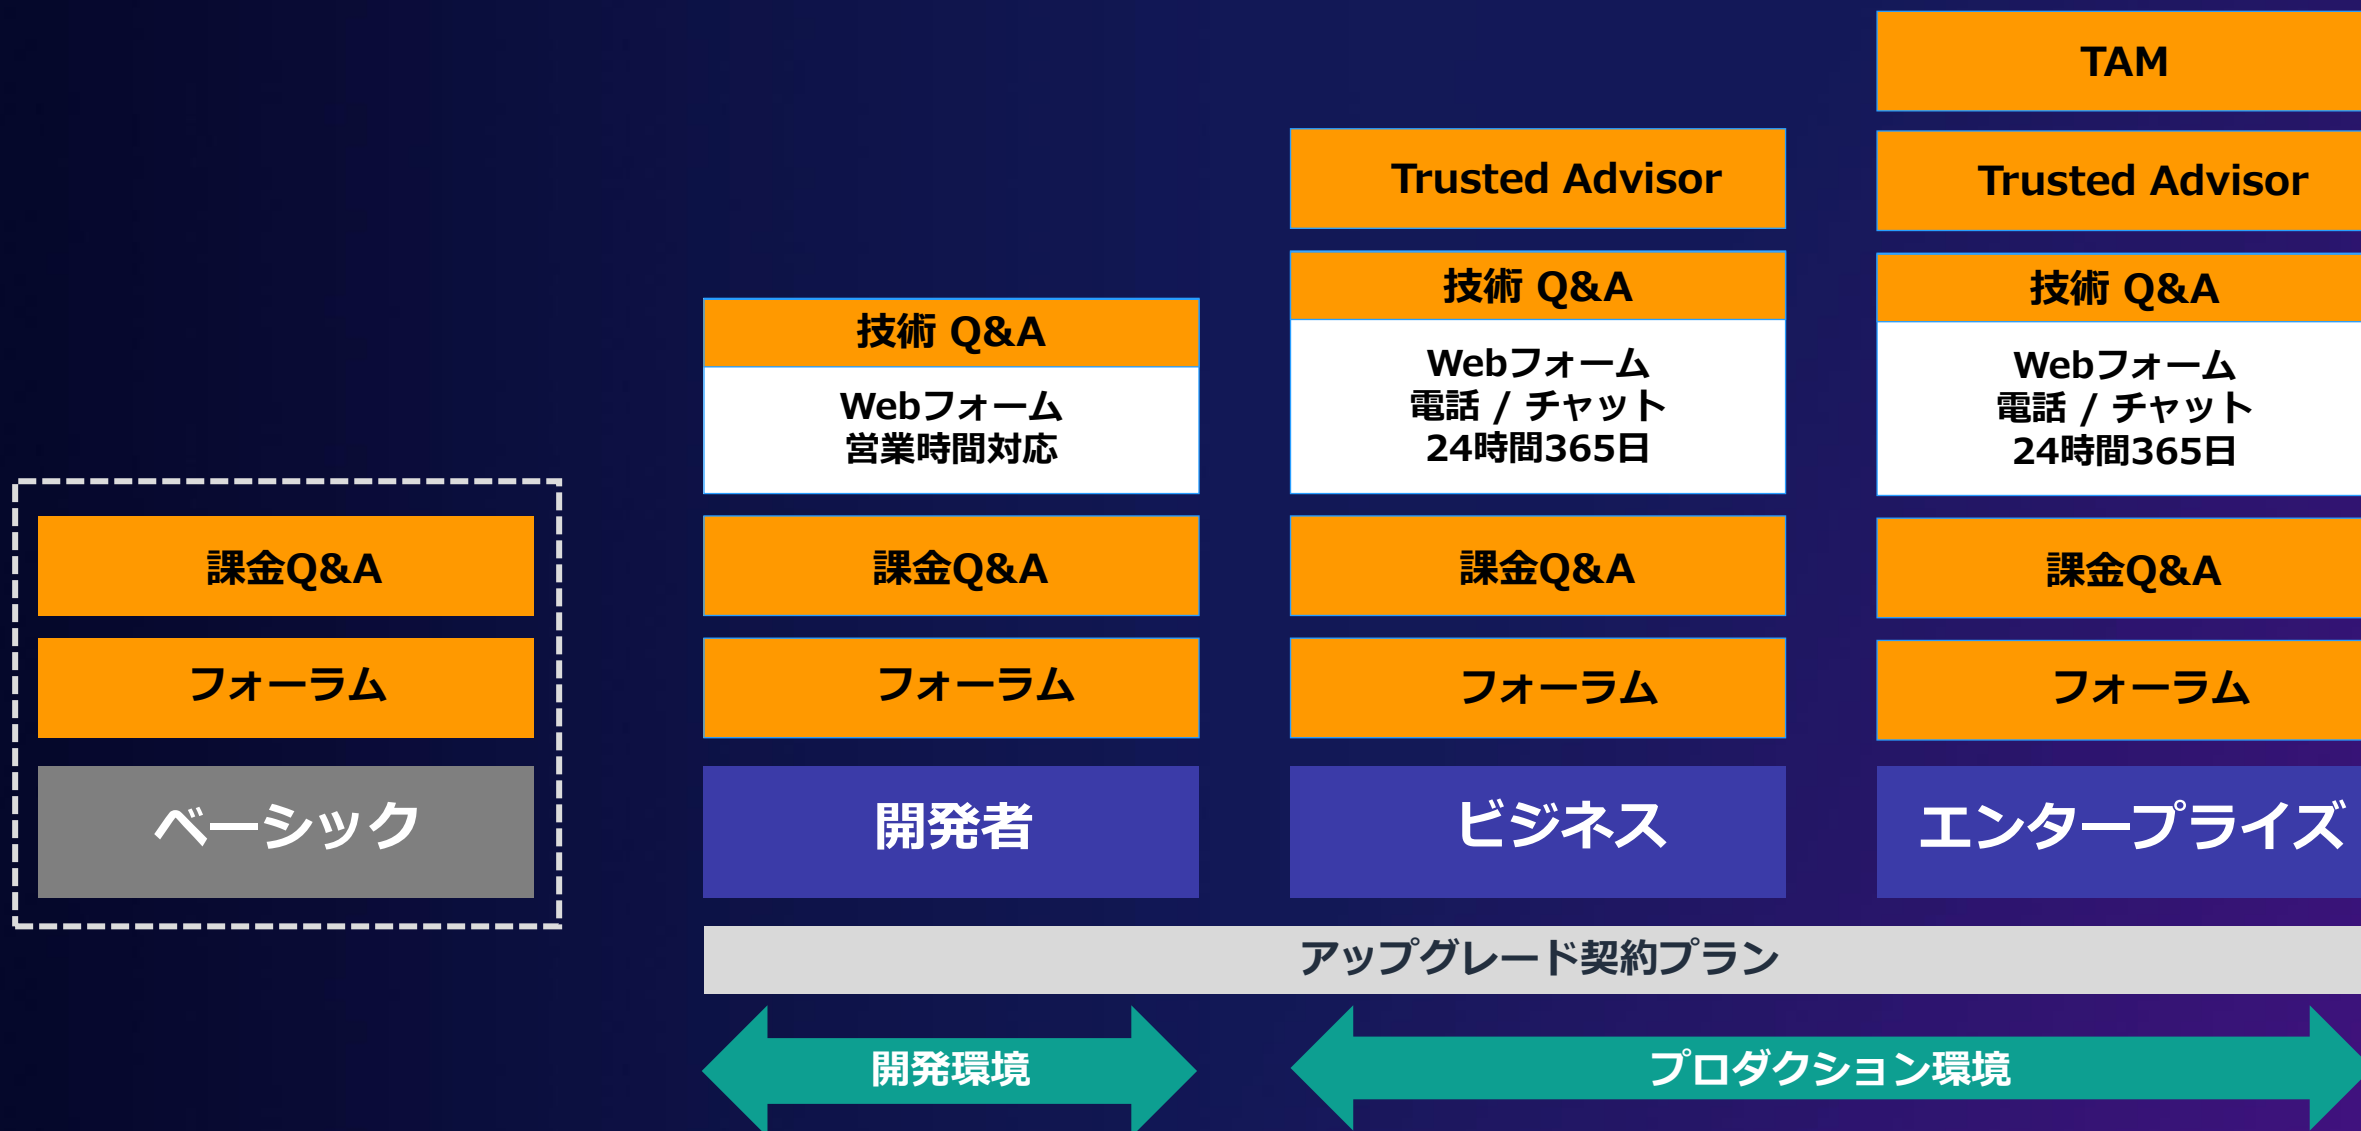 課金Q&A
フォーラム
ベーシック
技術 Q&A
Webフォーム
営業時間対応
課金Q&A
フォーラム
開発者
Trusted Advisor
技術 Q&A
Webフォーム
電話 / チャット
24時間365日
課金Q&A
フォーラム
ビジネス
TAM
Trusted Advisor
技術 Q&A
Webフォーム
電話 / チャット
24時間365日
課金Q&A
フォーラム
エンタープライズ
アップグレード契約プラン
開発環境
プロダクション環境